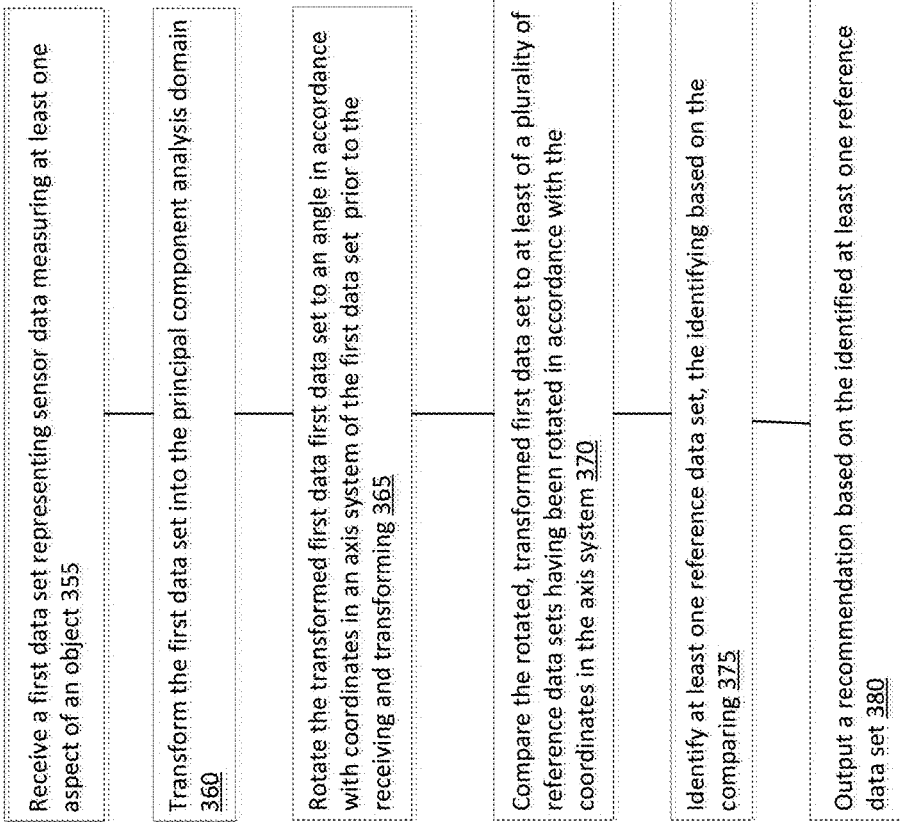 Receive a first data set representing sensor data measuring at least one
aspect of an object 355
Transform the first data set into the principal component analysis domain
360
Rotate the transformed first data first data set to an angle in accordance
with coordinates in an axis system of the first data set prior to the
receiving and transforming 365
Compare the rotated, transformed first data set to at least of a plurality of
reference data sets having been rotated in accordance with the
coordinates in the axis system 370
Identify at least one reference data set, the identifying based on the
comparing 375
Output a recommendation based on the identified at least one reference
data set 380